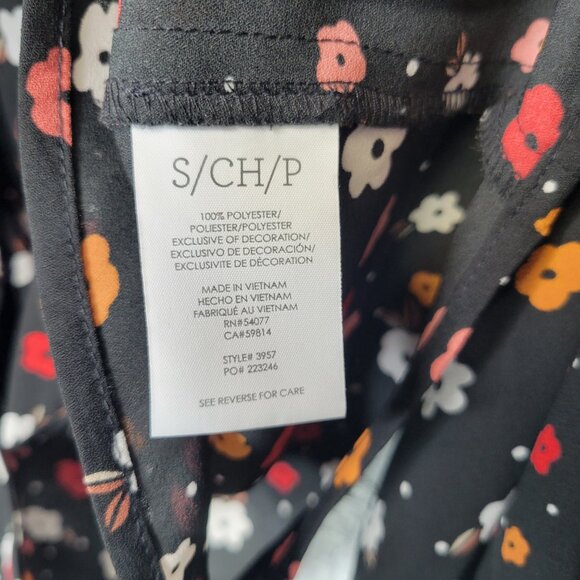 S/CH/P
100% POLYESTER/
POLIESTER/POLYESTER
EXCLUSIVE OF DECORATION/
EXCLUSIVO DE DECORACIÓN/
EXCLUSIVITE DE DÉCORATION
MADE IN VIETNAM
HECHO EN VIETNAM
FABRIQUÉ AU VIETNAM
RN#54077
CA#59814
STYLE# 3957
PO# 223246
SEE REVERSE FOR CARE